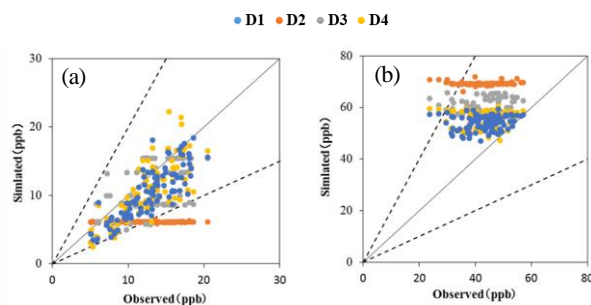 D1 D2 D3 D4
(a)
30
20
10
0
0 10 20 30
Simlated (ppb)
Observed (ppb)
(b)
80
60
40
20
0
0 20 40 60 80
Simlated (ppb)
Observed (ppb)